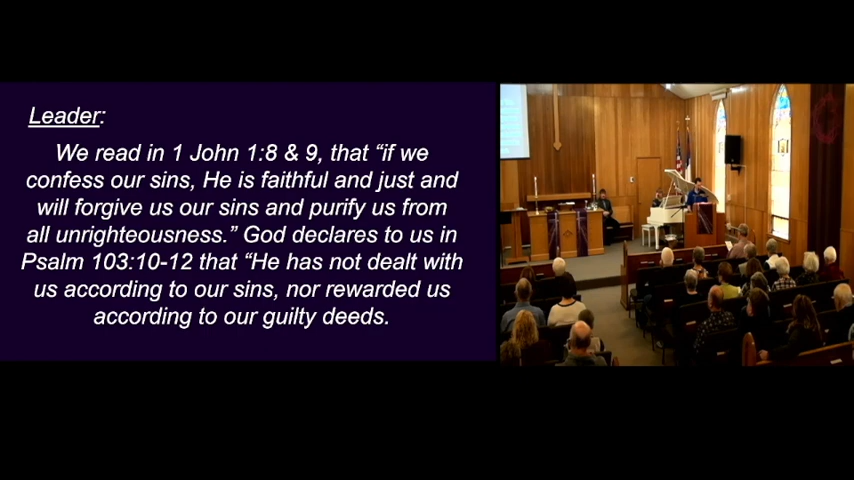 Leader:
We read in 1 John 1:8 & 9, that “if we
confess our sins, He is faithful and just and
will forgive us our sins and purify us from
all unrighteousness.” God declares to us in
Psalm 103:10-12 that “He has not dealt with
us according to our sins, nor rewarded us
according to our guilty deeds.